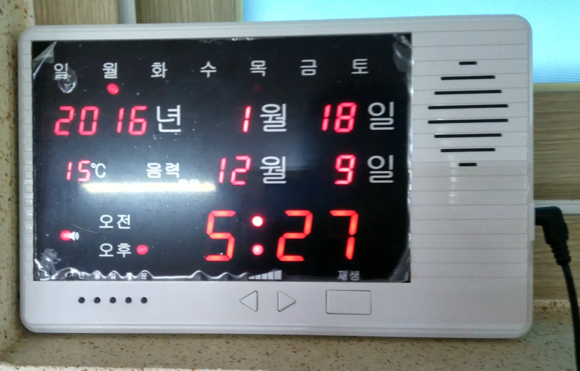 일 월 화 수 목 금 토
2016년 1월 18일
15℃ 음력 12월 9일
오전
오후 5:27
재생